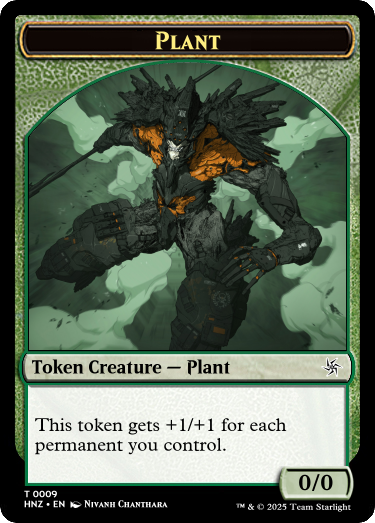 PLANT
Token Creature — Plant
This token gets +1/+1 for each
permanent you control.
0/0
T 0009
HNZ • EN NIVANH CHANTHARA
™ & © 2025 Team Starlight